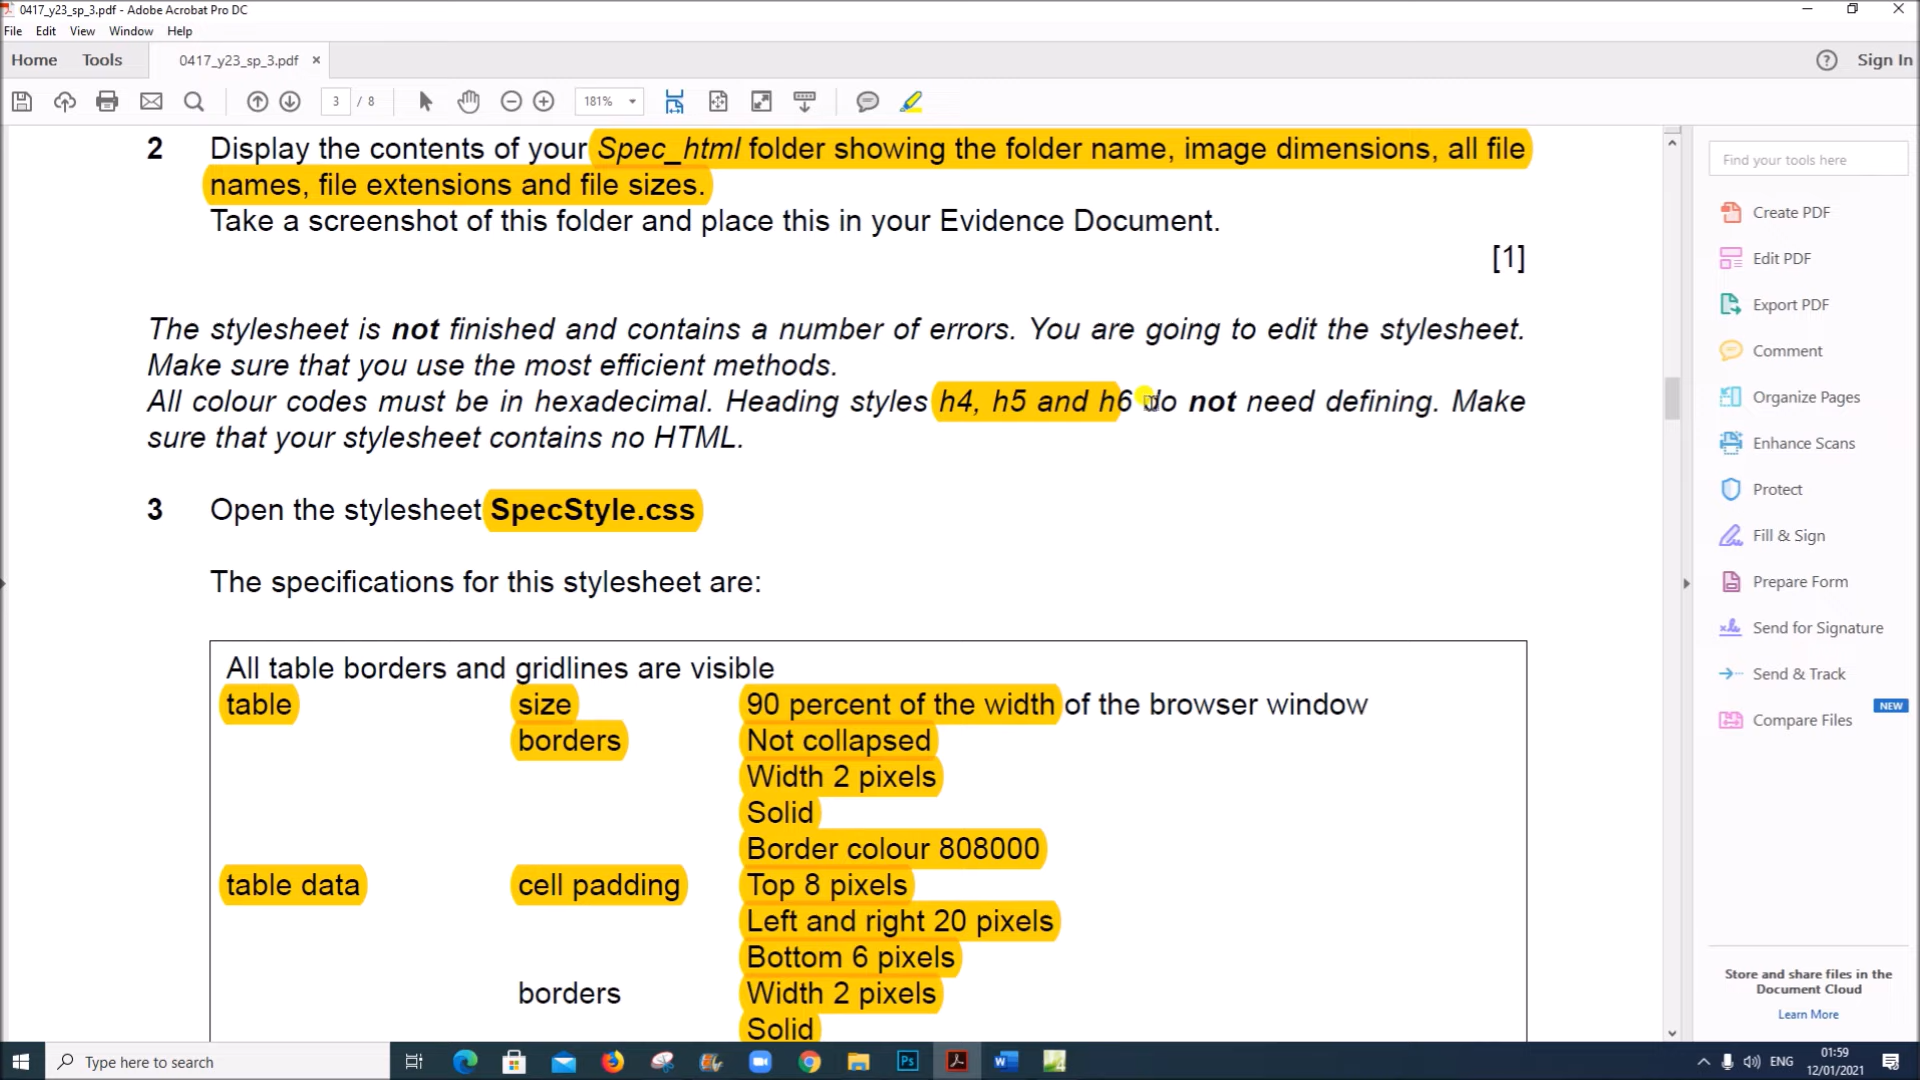 0417_y23_sp_3.pdf - Adobe Acrobat Pro DC
File Edit View Window Help
Home Tools 0417_y23_sp_3.pdf × Sign In
3 / 8 181%
2 Display the contents of your Spec_html folder showing the folder name, image dimensions, all file
names, file extensions and file sizes.
Take a screenshot of this folder and place this in your Evidence Document.
[1]
The stylesheet is not finished and contains a number of errors. You are going to edit the stylesheet.
Make sure that you use the most efficient methods.
All colour codes must be in hexadecimal. Heading styles h4, h5 and h6 do not need defining. Make
sure that your stylesheet contains no HTML.
3 Open the stylesheet SpecStyle.css
The specifications for this stylesheet are:
All table borders and gridlines are visible
table size 90 percent of the width of the browser window
borders Not collapsed
Width 2 pixels
Solid
Border colour 808000
table data cell padding Top 8 pixels
Left and right 20 pixels
Bottom 6 pixels
borders Width 2 pixels
Solid
Find your tools here
Create PDF
Edit PDF
Export PDF
Comment
Organize Pages
Enhance Scans
Protect
Fill & Sign
Prepare Form
Send for Signature
Send & Track
NEW
Compare Files
Store and share files in the
Document Cloud
Learn More
Type here to search
Ps
ENG
01:59
12/01/2021